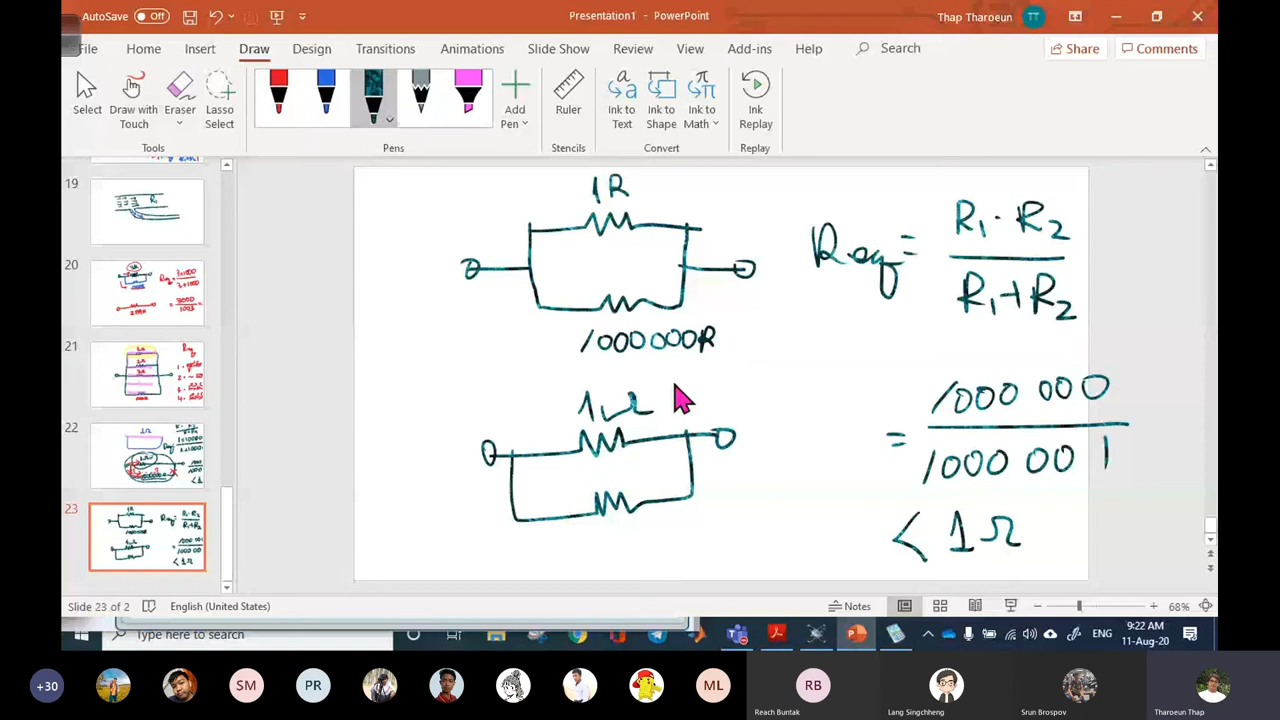 AutoSave Off
Presentation1 - PowerPoint
Thap Tharoeun TT
File Home Insert Draw Design Transitions Animations Slide Show Review View Add-ins Help Search Share Comments
Select
Draw with Touch
Eraser
Lasso Select
Add Pen
Ruler
Ink to Text
Ink to Shape
Ink to Math
Ink Replay
Tools Pens Stencils Convert Replay
19
20
21
22
23
1R
1000000R
Req = R1 · R2 / R1 + R2
1Ω
= 1000 000 / 1000 00 1
< 1Ω
Slide 23 of 2 English (United States) Notes 68%
Type here to search
ENG
9:22 AM
11-Aug-20
+30 SM PR ML RB
Reach Buntak
Lang Singchheng
Srun Brospov
Tharoeun Thap